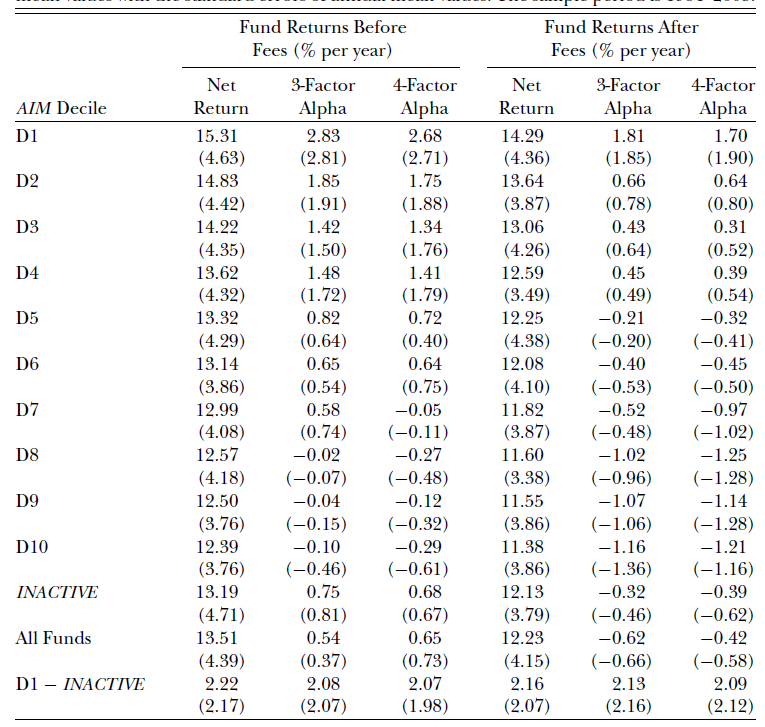 Fund Returns Before Fund Returns After
Fees (% per year) Fees (% per year)
Net 3-Factor 4-Factor Net 3-Factor 4-Factor
AIM Decile Return Alpha Alpha Return Alpha Alpha
D1 15.31 2.83 2.68 14.29 1.81 1.70
(4.63) (2.81) (2.71) (4.36) (1.85) (1.90)
D2 14.83 1.85 1.75 13.64 0.66 0.64
(4.42) (1.91) (1.88) (3.87) (0.78) (0.80)
D3 14.22 1.42 1.34 13.06 0.43 0.31
(4.35) (1.50) (1.76) (4.26) (0.64) (0.52)
D4 13.62 1.48 1.41 12.59 0.45 0.39
(4.32) (1.72) (1.79) (3.49) (0.49) (0.54)
D5 13.32 0.82 0.72 12.25 −0.21 −0.32
(4.29) (0.64) (0.40) (4.38) (−0.20) (−0.41)
D6 13.14 0.65 0.64 12.08 −0.40 −0.45
(3.86) (0.54) (0.75) (4.10) (−0.53) (−0.50)
D7 12.99 0.58 −0.05 11.82 −0.52 −0.97
(4.08) (0.74) (−0.11) (3.87) (−0.48) (−1.02)
D8 12.57 −0.02 −0.27 11.60 −1.02 −1.25
(4.18) (−0.07) (−0.48) (3.38) (−0.96) (−1.28)
D9 12.50 −0.04 −0.12 11.55 −1.07 −1.14
(3.76) (−0.15) (−0.32) (3.86) (−1.06) (−1.28)
D10 12.39 −0.10 −0.29 11.38 −1.16 −1.21
(3.76) (−0.46) (−0.61) (3.86) (−1.36) (−1.16)
INACTIVE 13.19 0.75 0.68 12.13 −0.32 −0.39
(4.71) (0.81) (0.67) (3.79) (−0.46) (−0.62)
All Funds 13.51 0.54 0.65 12.23 −0.62 −0.42
(4.39) (0.37) (0.73) (4.15) (−0.66) (−0.58)
D1 − INACTIVE 2.22 2.08 2.07 2.16 2.13 2.09
(2.17) (2.07) (1.98) (2.07) (2.16) (2.12)